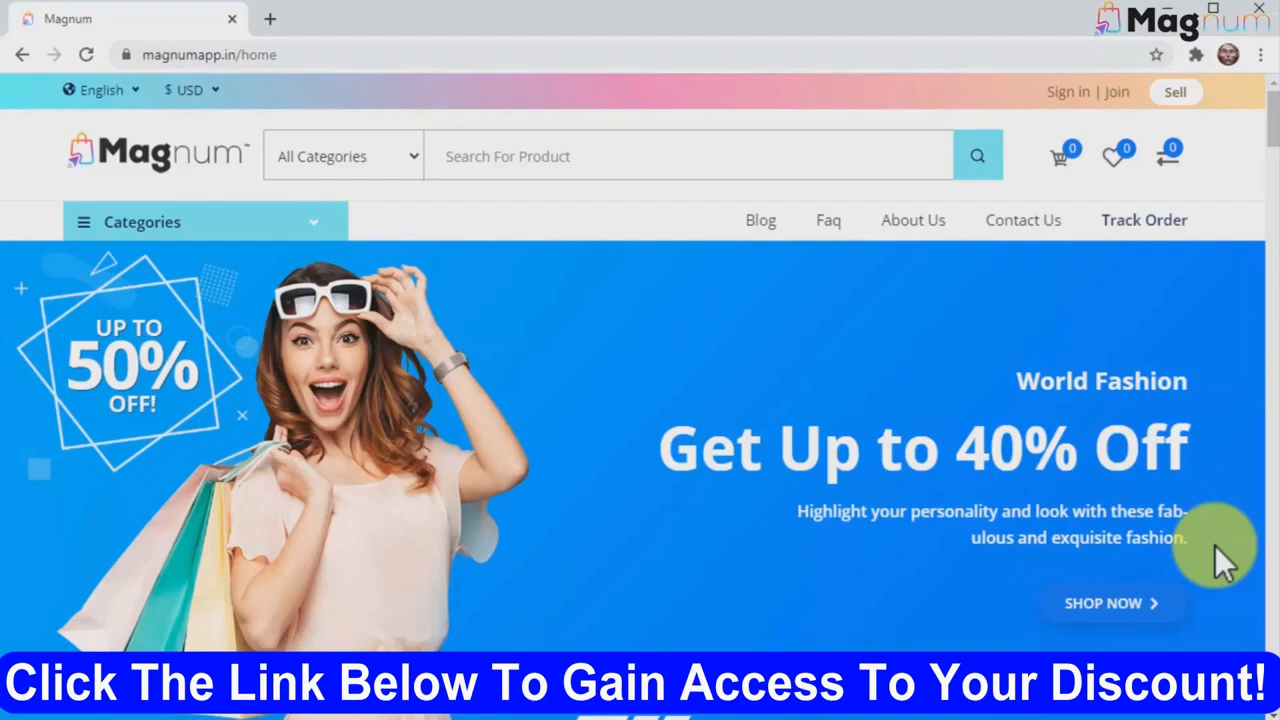 Magnum
Magnum
magnumapp.in/home
English
$ USD
Sign in | Join
Sell
Magnum™
All Categories
Search For Product
0
0
0
Categories
Blog
Faq
About Us
Contact Us
Track Order
UP TO
50%
OFF!
World Fashion
Get Up to 40% Off
Highlight your personality and look with these fab-
ulous and exquisite fashion.
SHOP NOW
Click The Link Below To Gain Access To Your Discount!